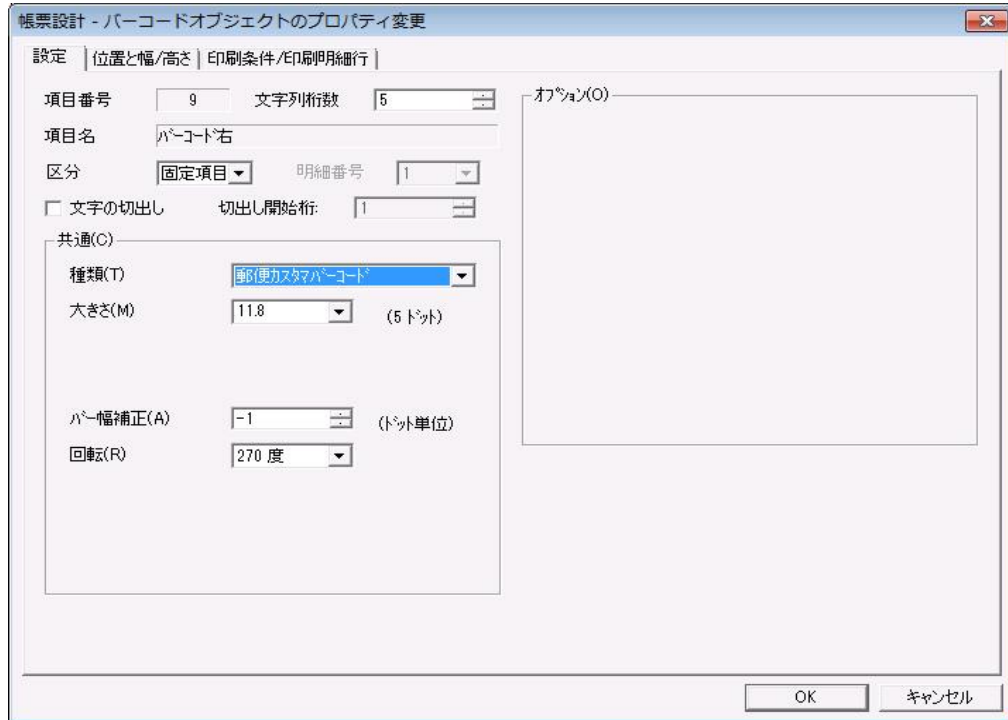 帳票設計 - バーコードオブジェクトのプロパティ変更
設定 位置と幅/高さ 印刷条件/印刷明細行
項目番号 9 文字列桁数 5
項目名 ﾊﾞｰｺｰﾄﾞ右
区分 固定項目 明細番号 1
文字の切出し 切出し開始桁: 1
共通(C)
種類(T) 郵便ｶｽﾀﾏﾊﾞｰｺｰﾄﾞ
大きさ(M) 11.8 (5 ﾄﾞｯﾄ)
ﾊﾞｰ幅補正(A) -1 (ﾄﾞｯﾄ単位)
回転(R) 270 度
ｵﾌﾟｼｮﾝ(O)
OK キャンセル